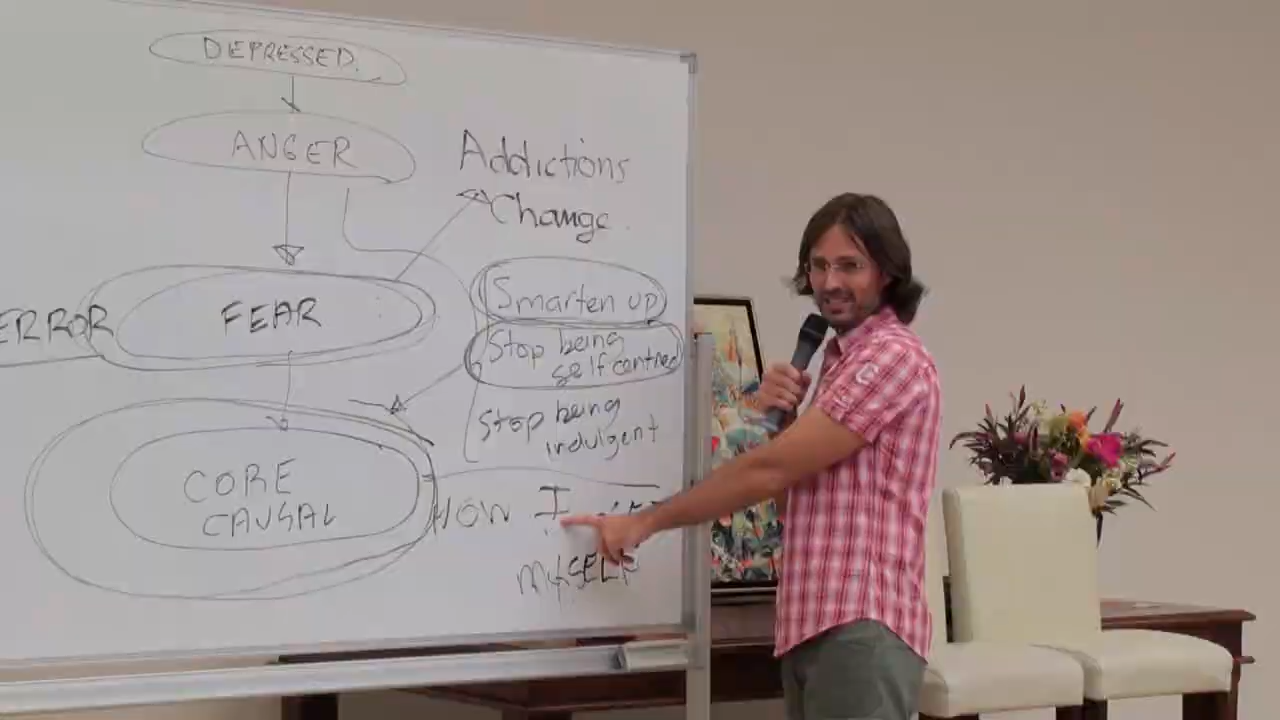 DEPRESSED.
ANGER
Addictions
Change.
ERROR
FEAR
Smarten up
Stop being
self centred
Stop being
indulgent
CORE
CAUSAL
HOW I
MYSELF